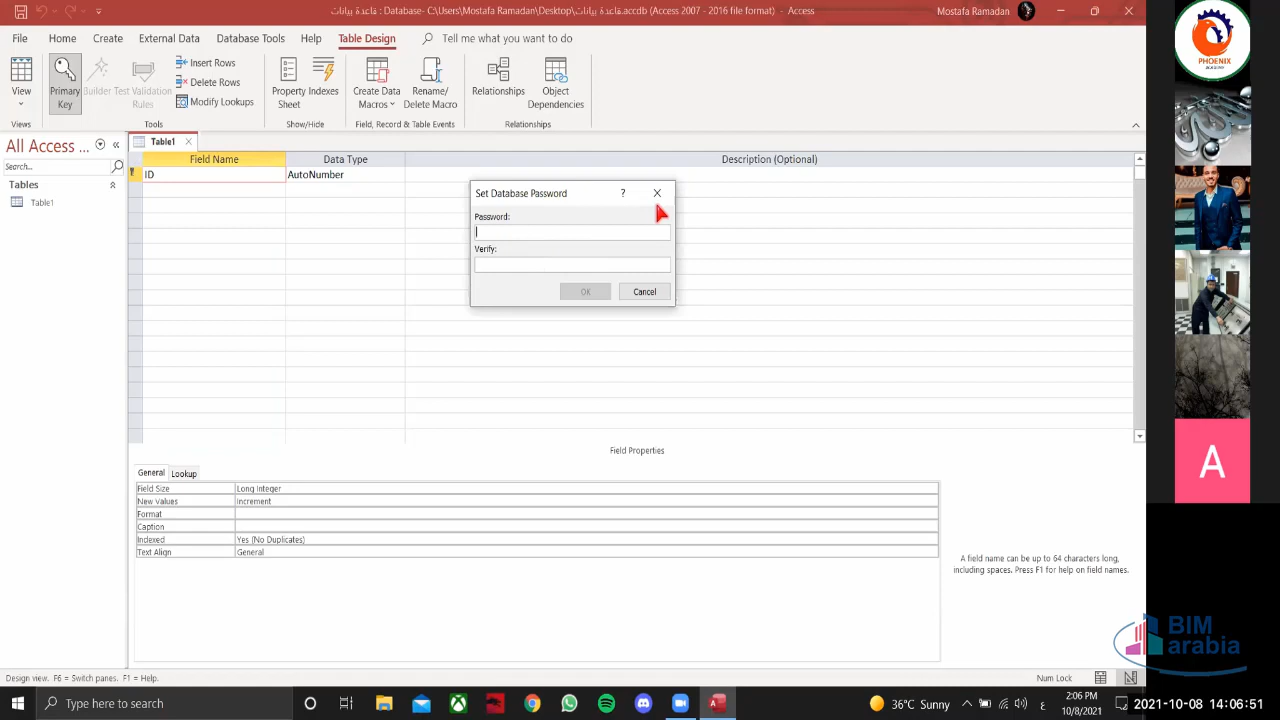 قاعدة بيانات : Database- C:\Users\Mostafa Ramadan\Desktop\قاعدة بيانات.accdb (Access 2007 - 2016 file format) - Access
Mostafa Ramadan
File
Home
Create
External Data
Database Tools
Help
Table Design
Tell me what you want to do
View
Primary Key
Builder
Test Validation Rules
Insert Rows
Delete Rows
Modify Lookups
Property Sheet
Indexes
Create Data Macros
Rename/ Delete Macro
Relationships
Object Dependencies
Views
Tools
Show/Hide
Field, Record & Table Events
Relationships
All Access ...
Search...
Tables
Table1
Table1
Field Name
Data Type
Description (Optional)
ID
AutoNumber
Set Database Password
?
Password:
Verify:
OK
Cancel
Field Properties
General
Lookup
Field Size
Long Integer
New Values
Increment
Format
Caption
Indexed
Yes (No Duplicates)
Text Align
General
A field name can be up to 64 characters long,
including spaces. Press F1 for help on field names.
Design view. F6 = Switch panes. F1 = Help.
Num Lock
Type here to search
36°C Sunny
ع
2:06 PM
10/8/2021
PHOENIX
A
BIM
arabia
2021-10-08 14:06:51